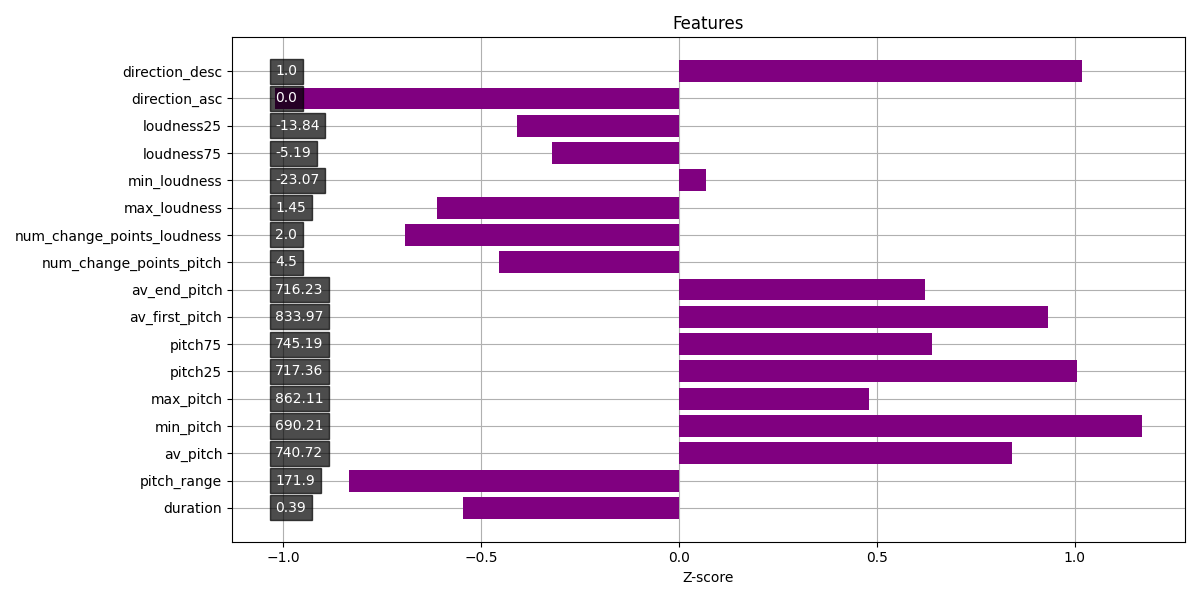 Features
direction_desc 1.0
direction_asc 0.0
loudness25 -13.84
loudness75 -5.19
min_loudness -23.07
max_loudness 1.45
num_change_points_loudness 2.0
num_change_points_pitch 4.5
av_end_pitch 716.23
av_first_pitch 833.97
pitch75 745.19
pitch25 717.36
max_pitch 862.11
min_pitch 690.21
av_pitch 740.72
pitch_range 171.9
duration 0.39
−1.0 −0.5 0.0 0.5 1.0
Z-score